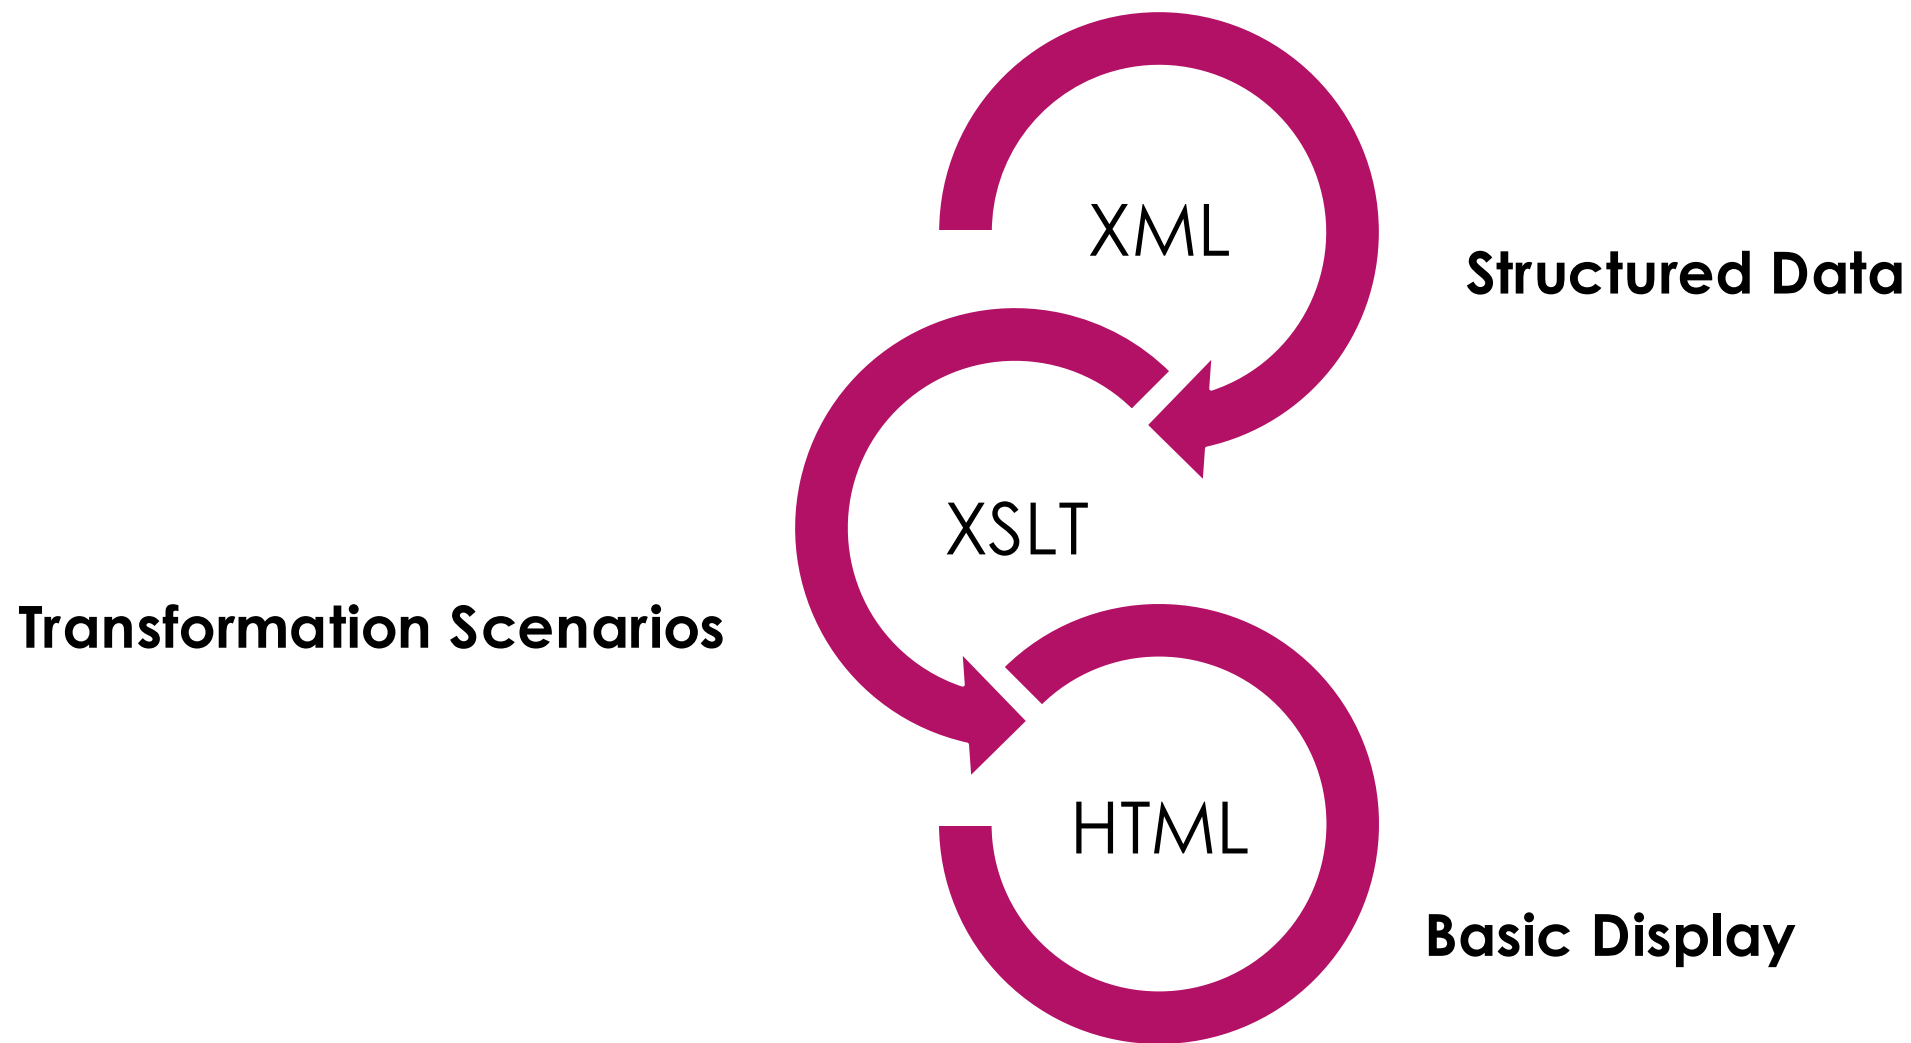 XML
Structured Data
XSLT
Transformation Scenarios
HTML
Basic Display